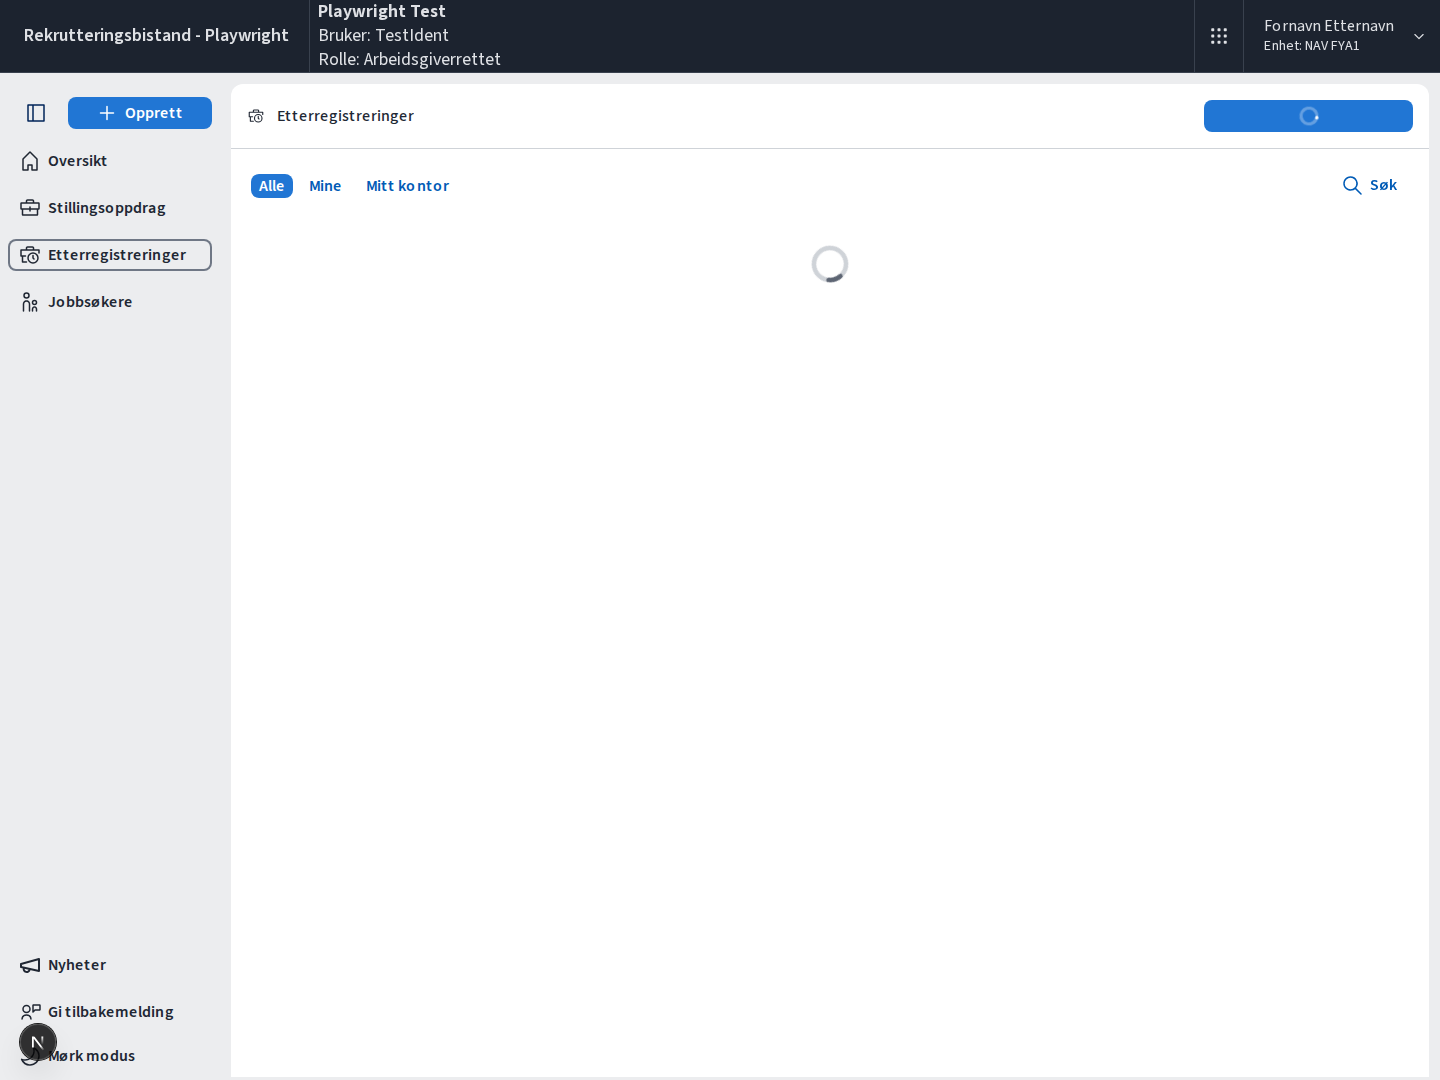 Rekrutteringsbistand - Playwright
Playwright Test
Bruker: TestIdent
Rolle: Arbeidsgiverrettet
Fornavn Etternavn
Enhet: NAV FYA1
Opprett
Oversikt
Stillingsoppdrag
Etterregistreringer
Jobbsøkere
Etterregistreringer
Alle
Mine
Mitt kontor
Søk
Nyheter
Gi tilbakemelding
N
Mørk modus